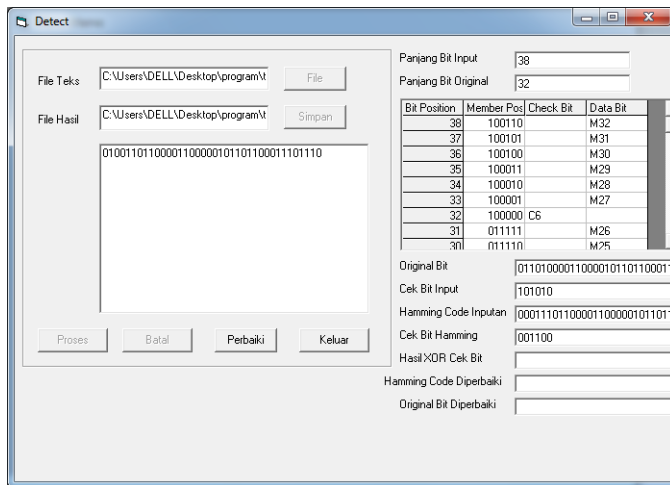 Detect
File Teks C:\Users\DELL\Desktop\program\t File
File Hasil C:\Users\DELL\Desktop\program\t Simpan
01001101100001100000101101100011101110
Proses Batal Perbaiki Keluar
Panjang Bit Input 38
Panjang Bit Original 32
Bit Position Member Pos Check Bit Data Bit
38 100110 M32
37 100101 M31
36 100100 M30
35 100011 M29
34 100010 M28
33 100001 M27
32 100000 C6
31 011111 M26
30 011110 M25
Original Bit 01101000011000010110110001
Cek Bit Input 101010
Hamming Code Inputan 0001110110000110000010110110
Cek Bit Hamming 001100
Hasil XOR Cek Bit
Hamming Code Diperbaiki
Original Bit Diperbaiki